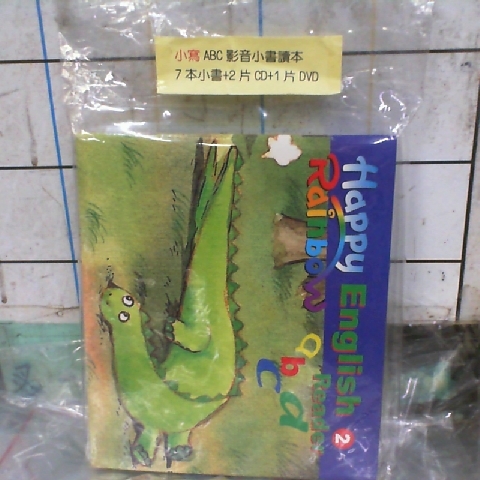 小寫 ABC 影音小書讀本
7 本小書+2 片 CD+1 片 DVD
Happy English 2
Rainbow Reader
a b c d